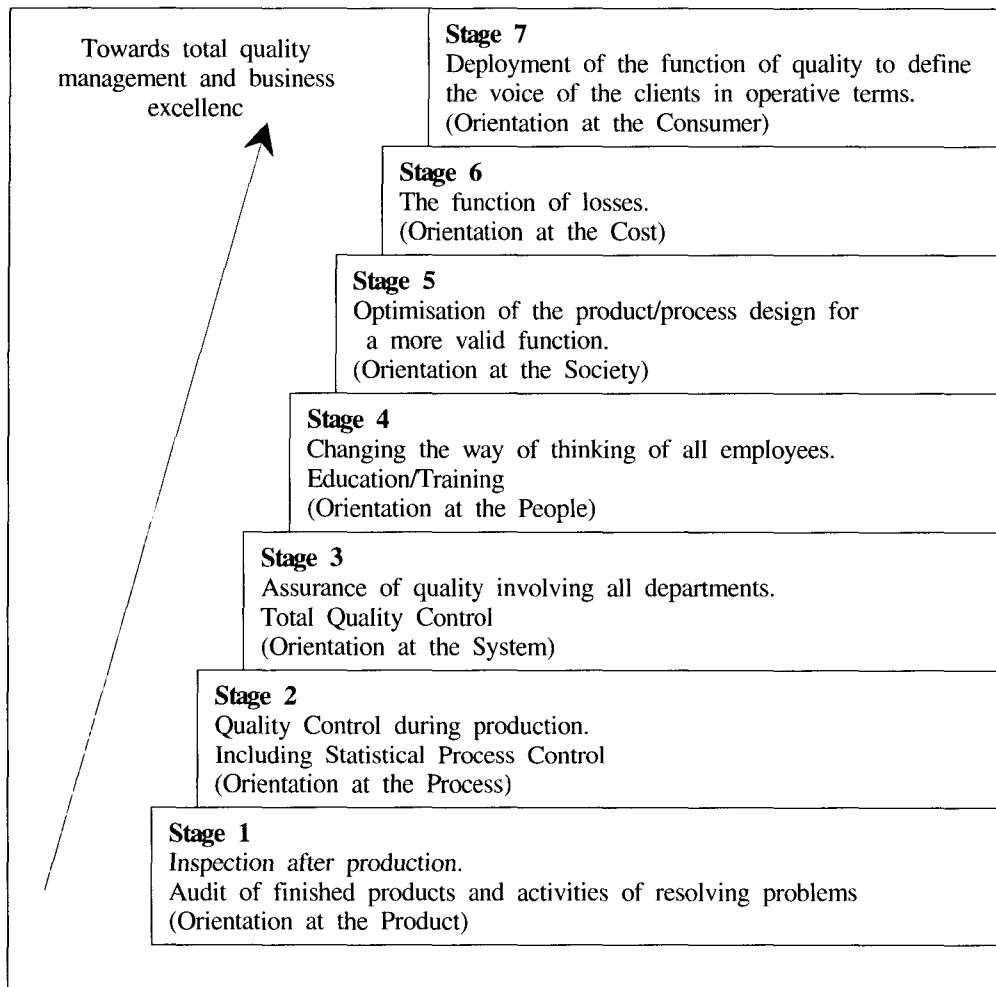 Towards total quality
management and business
excellenc
Stage 7
Deployment of the function of quality to define
the voice of the clients in operative terms.
(Orientation at the Consumer)
Stage 6
The function of losses.
(Orientation at the Cost)
Stage 5
Optimisation of the product/process design for
a more valid function.
(Orientation at the Society)
Stage 4
Changing the way of thinking of all employees.
Education/Training
(Orientation at the People)
Stage 3
Assurance of quality involving all departments.
Total Quality Control
(Orientation at the System)
Stage 2
Quality Control during production.
Including Statistical Process Control
(Orientation at the Process)
Stage 1
Inspection after production.
Audit of finished products and activities of resolving problems
(Orientation at the Product)